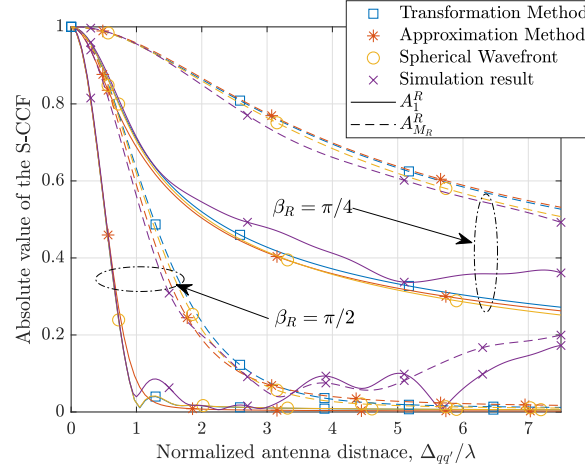 Transformation Method
Approximation Method
Spherical Wavefront
Simulation result
A_1^R
A_{M_R}^R
Absolute value of the S-CCF
1
0.8
0.6
0.4
0.2
0
β_R = π/4
β_R = π/2
0 1 2 3 4 5 6 7
Normalized antenna distnace, Δ_{qq′}/λ